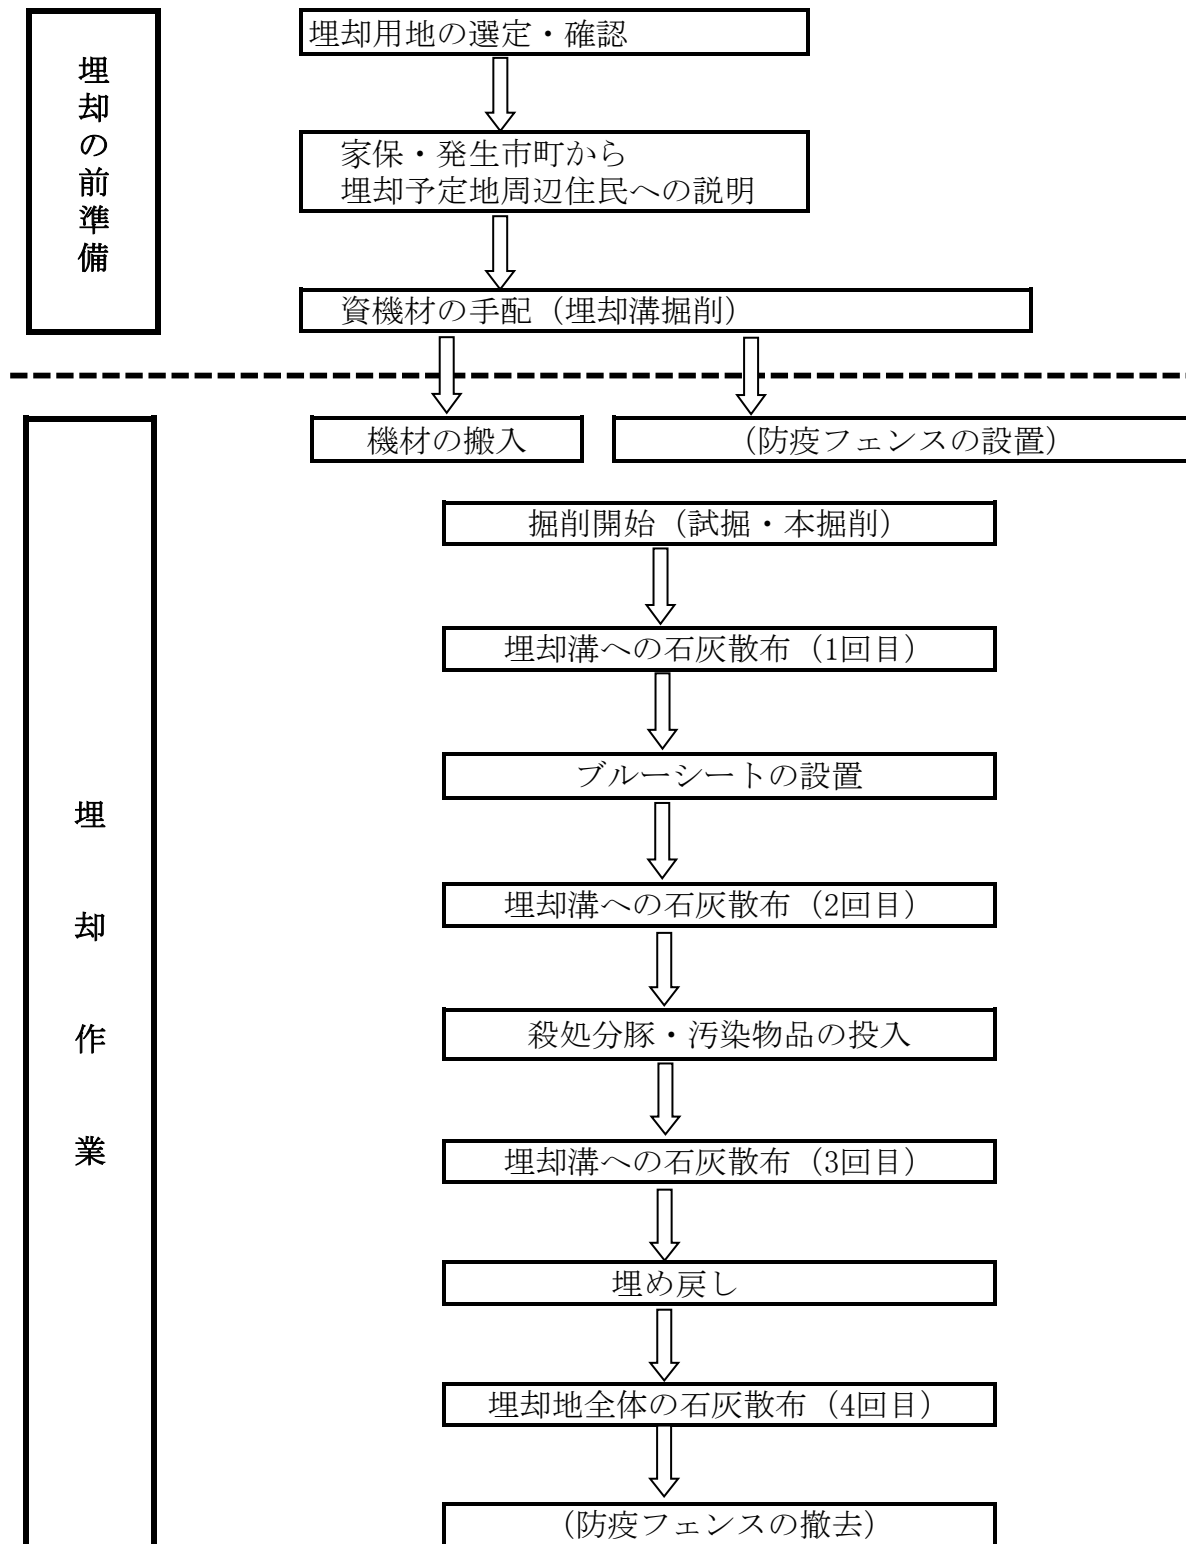 埋却の前準備
埋却用地の選定・確認
家保・発生市町から
埋却予定地周辺住民への説明
資機材の手配（埋却溝掘削）
機材の搬入
（防疫フェンスの設置）
埋却作業
掘削開始（試掘・本掘削）
埋却溝への石灰散布（1回目）
ブルーシートの設置
埋却溝への石灰散布（2回目）
殺処分豚・汚染物品の投入
埋却溝への石灰散布（3回目）
埋め戻し
埋却地全体の石灰散布（4回目）
（防疫フェンスの撤去）